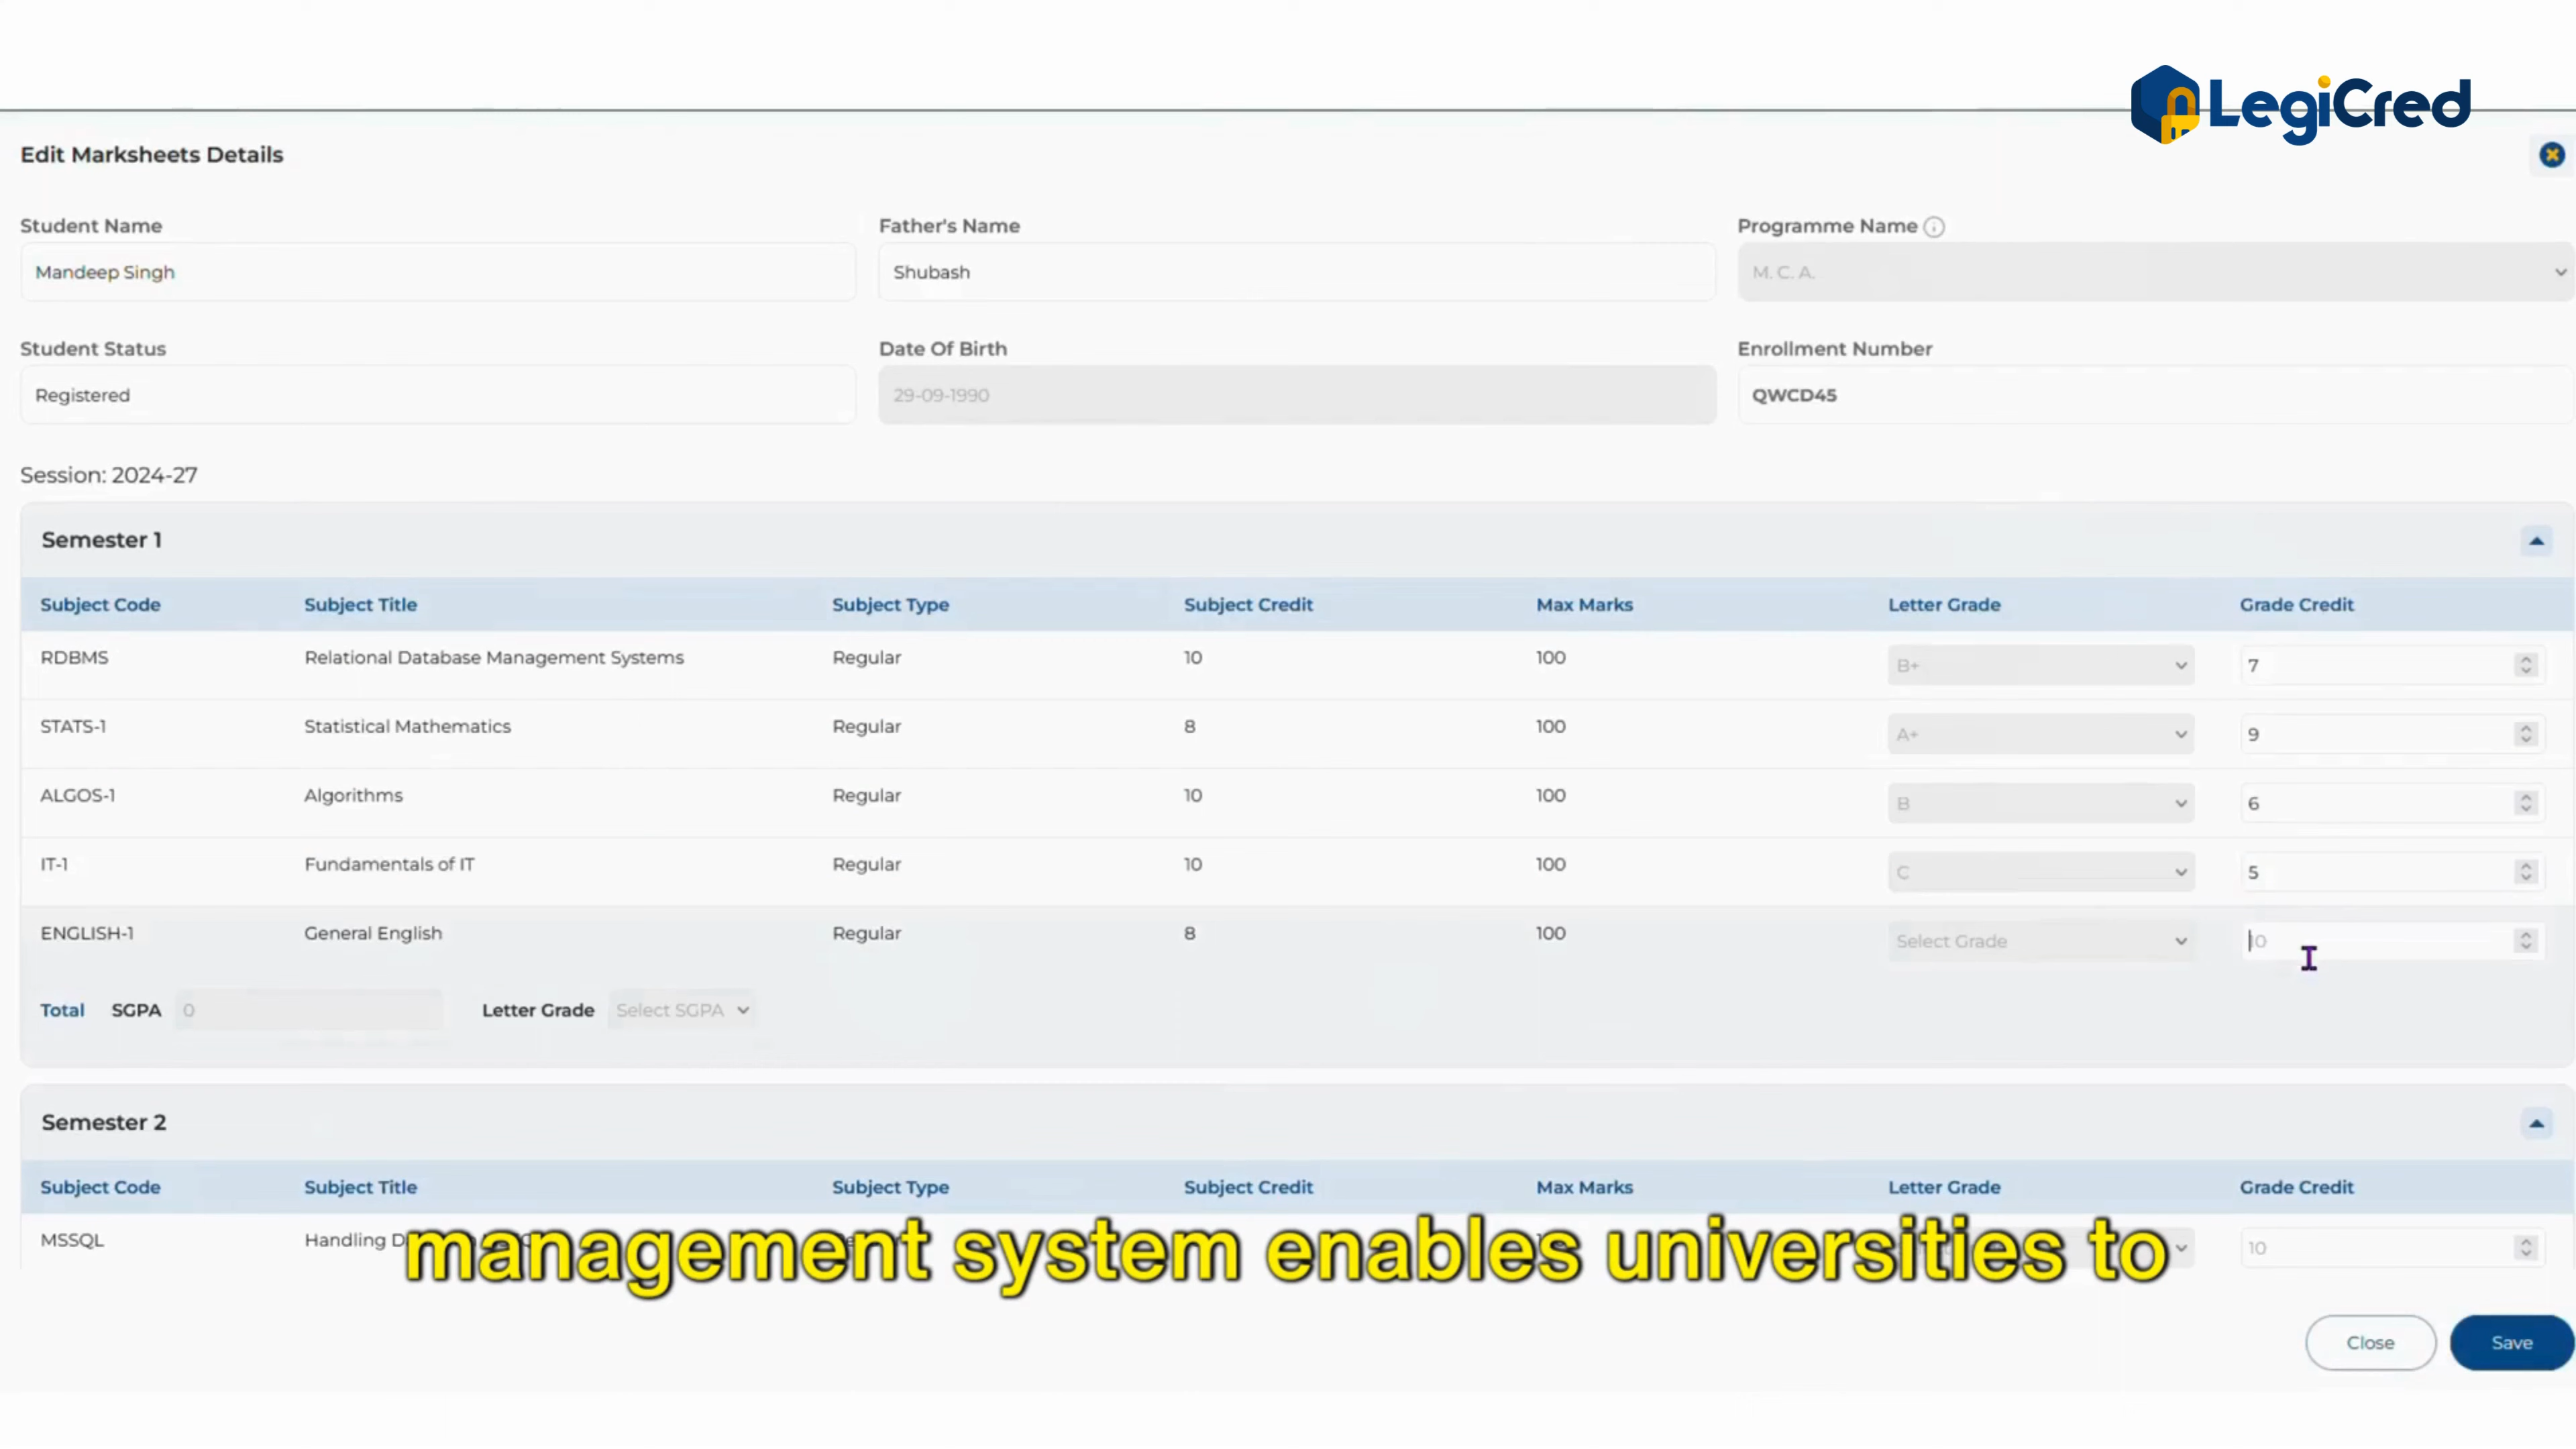 LegiCred
Edit Marksheets Details
Student Name Father's Name Programme Name
Mandeep Singh Shubash M. C. A.
Student Status Date Of Birth Enrollment Number
Registered 29-09-1990 QWCD45
Session: 2024-27
Semester 1
Subject Code Subject Title Subject Type Subject Credit Max Marks Letter Grade Grade Credit
RDBMS Relational Database Management Systems Regular 10 100 B+ 7
STATS-1 Statistical Mathematics Regular 8 100 A+ 9
ALGOS-1 Algorithms Regular 10 100 B 6
IT-1 Fundamentals of IT Regular 10 100 C 5
ENGLISH-1 General English Regular 8 100 Select Grade 10
Total SGPA 0 Letter Grade Select SGPA
Semester 2
Subject Code Subject Title Subject Type Subject Credit Max Marks Letter Grade Grade Credit
MSSQL Handling 10
management system enables universities to
Close Save